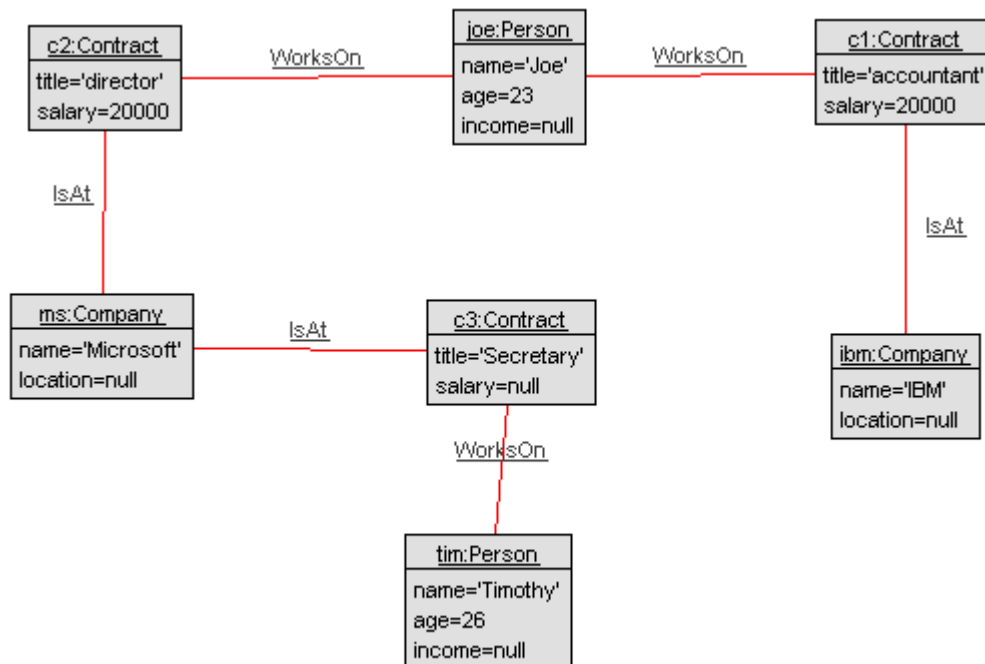 c2:Contract
title='director'
salary=20000
WorksOn
joe:Person
name='Joe'
age=23
income=null
WorksOn
c1:Contract
title='accountant'
salary=20000
IsAt
IsAt
ms:Company
name='Microsoft'
location=null
IsAt
c3:Contract
title='Secretary'
salary=null
ibm:Company
name='IBM'
location=null
WorksOn
tim:Person
name='Timothy'
age=26
income=null